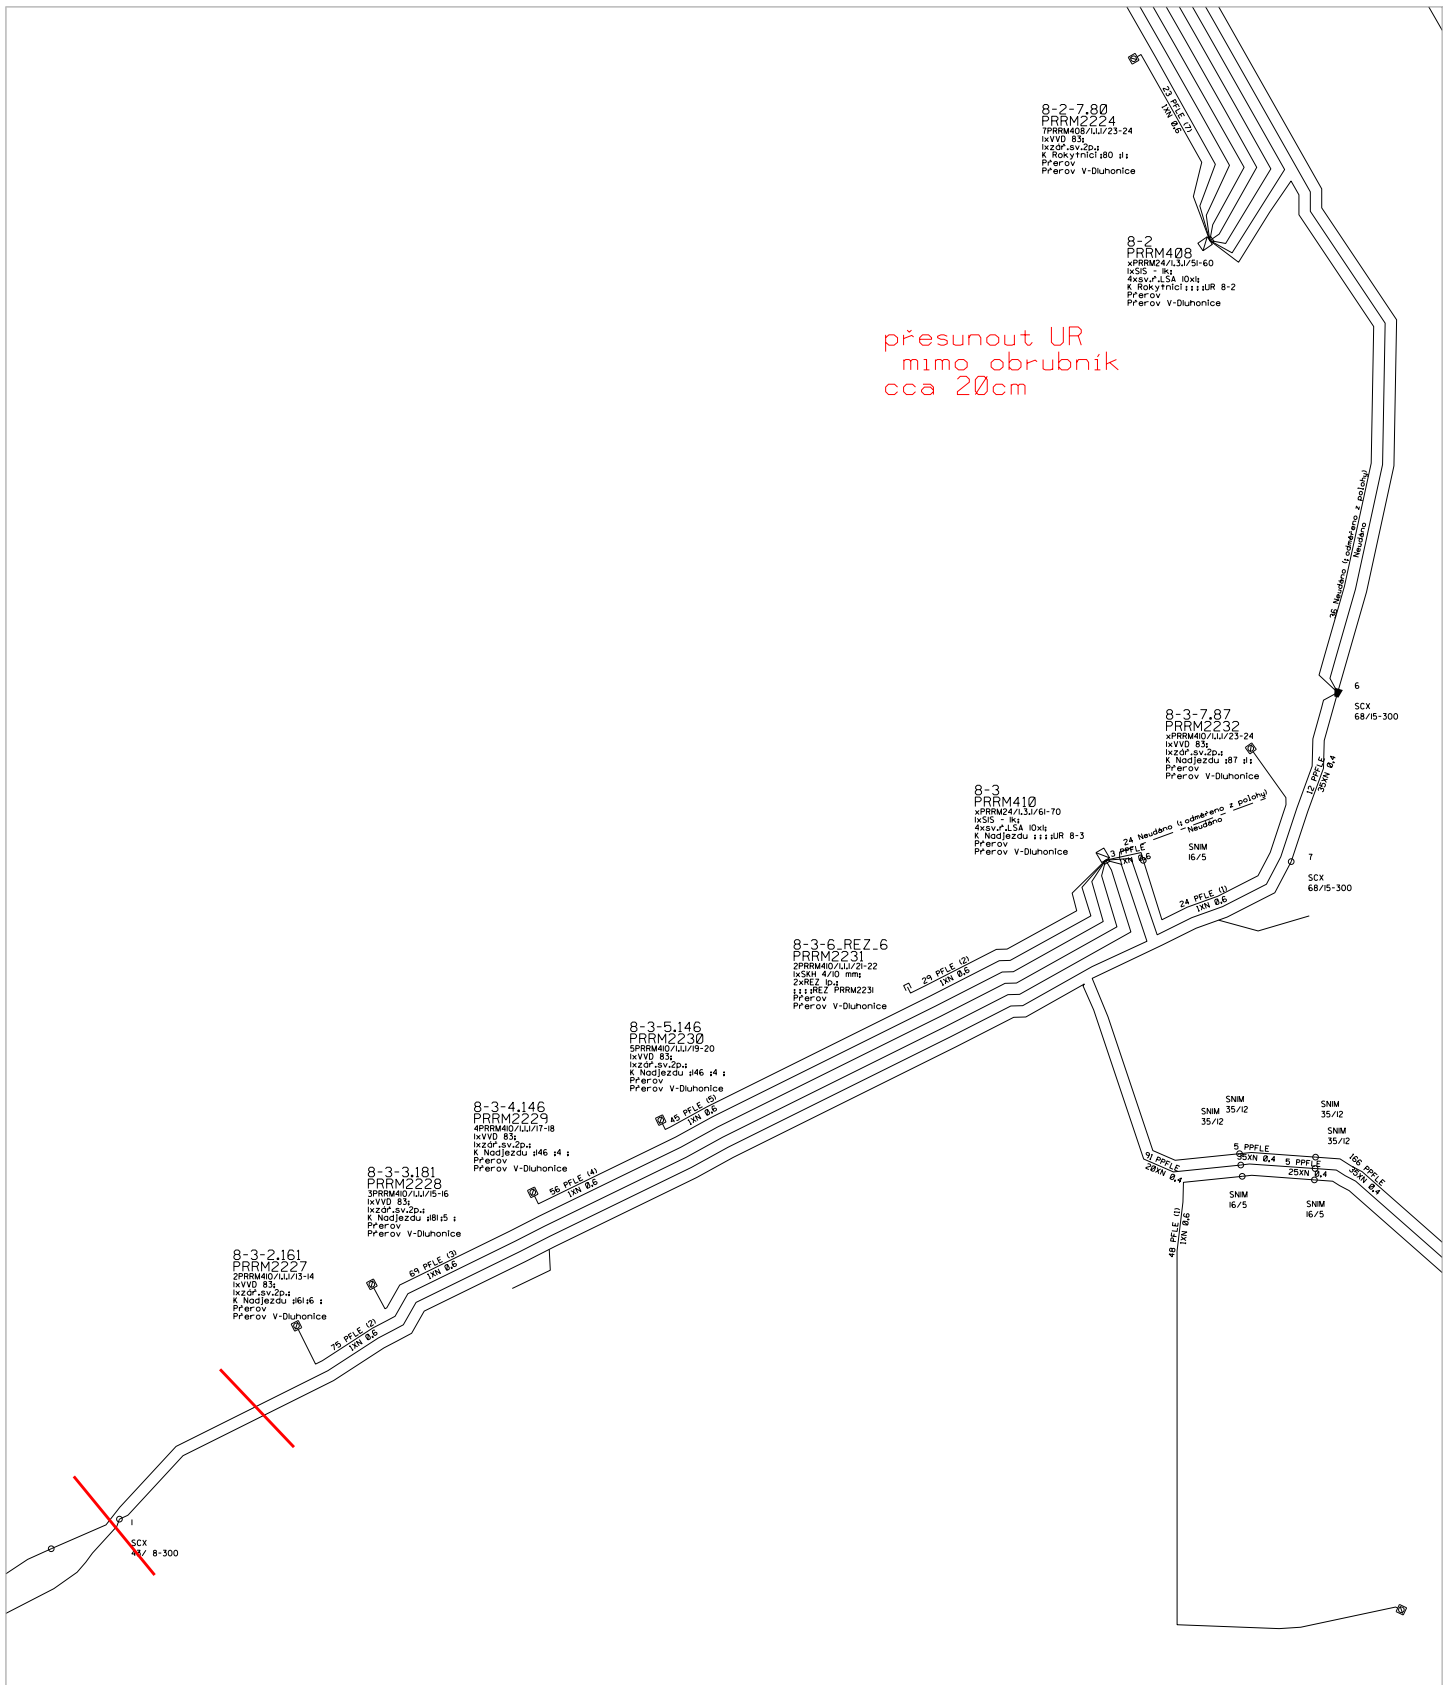 23 PFLE (7)
1XN 0,6
8-2-7.80
PRRM2224
7PRRM408/1.1.1/23-24
1xVVD 83;
1xzář.sv.2p.;
K Rokytnici ;80 ;1;
Přerov
Přerov V-Dluhonice
8-2
PRRM408
xPRRM24/1.3.1/51-60
1xSIS - 1k;
4xsv.ř.LSA 10x1;
K Rokytnici ; ; ; ;UR 8-2
Přerov
Přerov V-Dluhonice
přesunout UR
mimo obrubník
cca 20cm
36 Neudáno (; odměřeno z polohy)
Neudáno
6
SCX
68/15-300
8-3-7.87
PRRM2232
xPRRM410/1.1.1/23-24
1xVVD 83;
1xzář.sv.2p.;
K Nadjezdu ;87 ;1;
Přerov
Přerov V-Dluhonice
12 PPFLE
35XN 0,4
8-3
PRRM410
xPRRM24/1.3.1/61-70
1xSIS - 1k;
4xsv.ř.LSA 10x1;
K Nadjezdu ; ; ; ;UR 8-3
Přerov
Přerov V-Dluhonice
24 Neudáno (; odměřeno z polohy)
Neudáno
3 PPFLE
1XN 0,6
SNIM
16/5
7
SCX
68/15-300
24 PFLE (1)
1XN 0,6
8-3-6_REZ_6
PRRM2231
2PRRM410/1.1.1/21-22
1xSKH 4/10 mm;
2xREZ 1p.;
; ; ; ;REZ PRRM2231
Přerov
Přerov V-Dluhonice
29 PFLE (2)
1XN 0,6
8-3-5.146
PRRM2230
5PRRM410/1.1.1/19-20
1xVVD 83;
1xzář.sv.2p.;
K Nadjezdu ;146 ;4 ;
Přerov
Přerov V-Dluhonice
45 PFLE (5)
1XN 0,6
8-3-4.146
PRRM2229
4PRRM410/1.1.1/17-18
1xVVD 83;
1xzář.sv.2p.;
K Nadjezdu ;146 ;4 ;
Přerov
Přerov V-Dluhonice
56 PFLE (4)
1XN 0,6
8-3-3.181
PRRM2228
3PRRM410/1.1.1/15-16
1xVVD 83;
1xzář.sv.2p.;
K Nadjezdu ;181;5 ;
Přerov
Přerov V-Dluhonice
69 PFLE (3)
1XN 0,6
8-3-2.161
PRRM2227
2PRRM410/1.1.1/13-14
1xVVD 83;
1xzář.sv.2p.;
K Nadjezdu ;161;6 ;
Přerov
Přerov V-Dluhonice
75 PFLE (2)
1XN 0,6
SNIM
35/12
SNIM
35/12
SNIM
35/12
SNIM
35/12
91 PPFLE
20XN 0,4
5 PPFLE
35XN 0,4
5 PPFLE
25XN 0,4
166 PPFLE
35XN 0,4
SNIM
16/5
SNIM
16/5
48 PFLE (1)
1XN 0,6
1
SCX
43/ 8-300